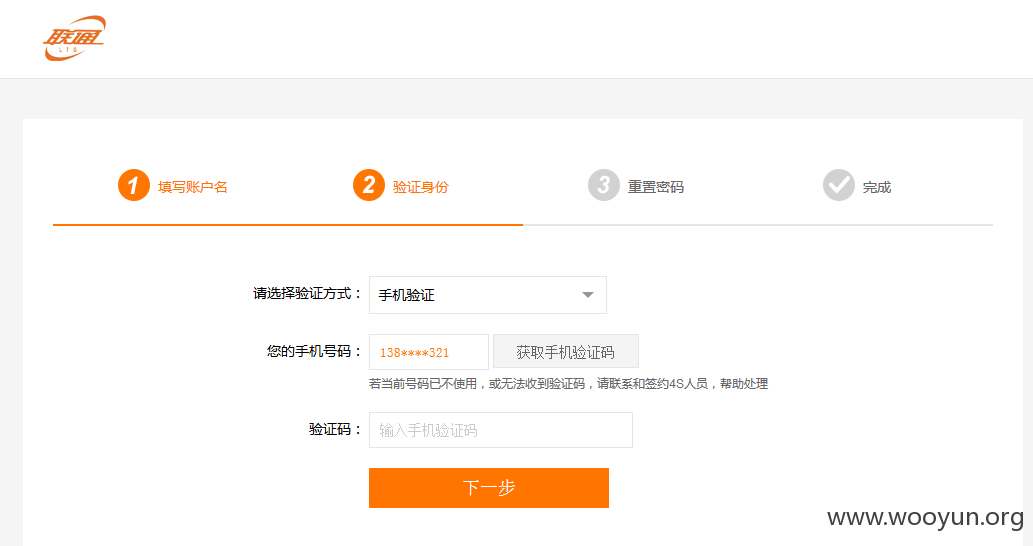 联通
LTG
1 填写账户名 2 验证身份 3 重置密码 完成
请选择验证方式： 手机验证
您的手机号码： 138****321 获取手机验证码
若当前号码已不使用，或无法收到验证码，请联系和签约4S人员，帮助处理
验证码： 输入手机验证码
下一步
www.wooyun.org